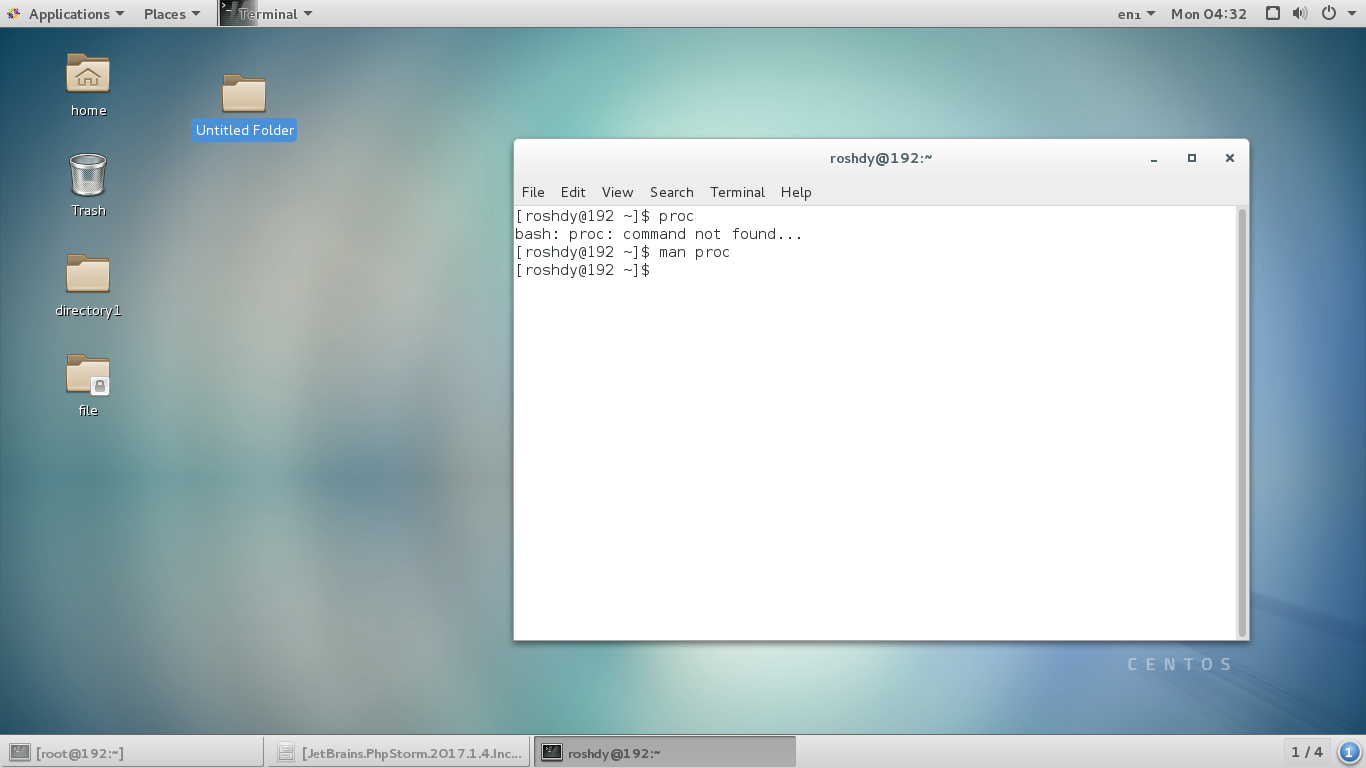 Applications Places Terminal en1 Mon 04:32
home
Untitled Folder
Trash
directory1
file
roshdy@192:~
File Edit View Search Terminal Help
[roshdy@192 ~]$ proc
bash: proc: command not found...
[roshdy@192 ~]$ man proc
[roshdy@192 ~]$
CENTOS
[root@192:~] [JetBrains.PhpStorm.2017.1.4.Inc... roshdy@192:~ 1 / 4 1